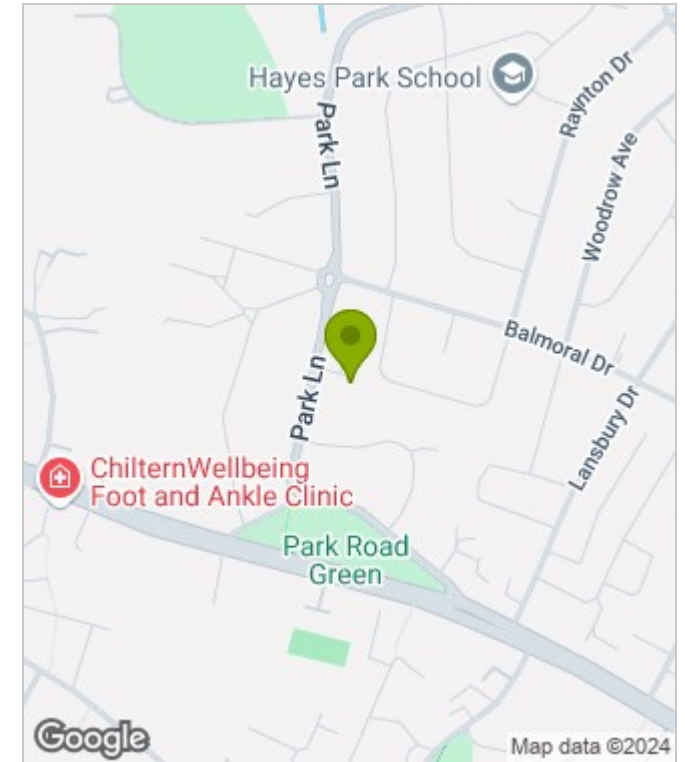 Hayes Park School
Raynton Dr
Park Ln
Woodrow Ave
Balmoral Dr
Park Ln
Lansbury Dr
ChilternWellbeing
Foot and Ankle Clinic
Park Road
Green
Google
Map data ©2024